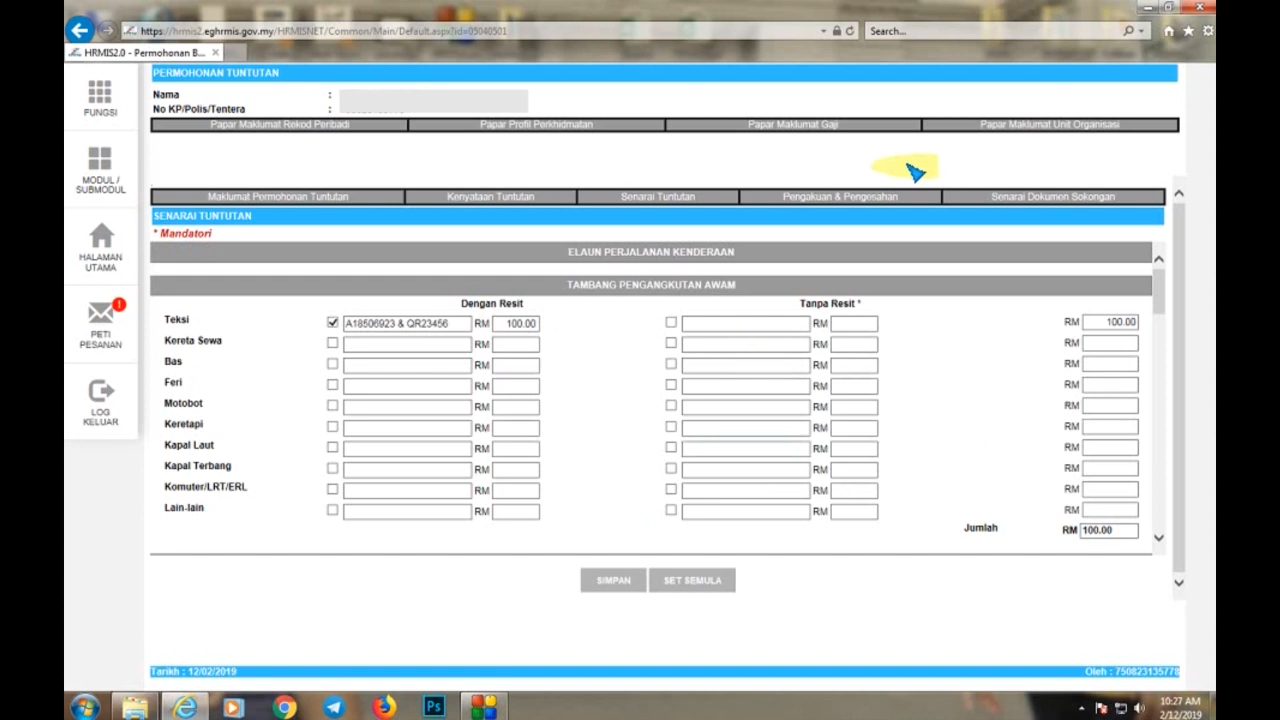 https://hrmis2.eghrmis.gov.my/HRMISNET/Common/Main/Default.aspx?id=05040501
Search...
HRMIS2.0 - Permohonan B...
FUNGSI
MODUL /
SUBMODUL
HALAMAN
UTAMA
!
PETI
PESANAN
LOG
KELUAR
PERMOHONAN TUNTUTAN
Nama :
No KP/Polis/Tentera :
Papar Maklumat Rekod Peribadi Papar Profil Perkhidmatan Papar Maklumat Gaji Papar Maklumat Unit Organisasi
Maklumat Permohonan Tuntutan Kenyataan Tuntutan Senarai Tuntutan Pengakuan & Pengesahan Senarai Dokumen Sokongan
SENARAI TUNTUTAN
* Mandatori
ELAUN PERJALANAN KENDERAAN
TAMBANG PENGANGKUTAN AWAM
Dengan Resit Tanpa Resit *
Teksi A18506923 & QR23456 RM 100.00 RM RM 100.00
Kereta Sewa RM RM RM
Bas RM RM RM
Feri RM RM RM
Motobot RM RM RM
Keretapi RM RM RM
Kapal Laut RM RM RM
Kapal Terbang RM RM RM
Komuter/LRT/ERL RM RM RM
Lain-lain RM RM RM
Jumlah RM 100.00
SIMPAN SET SEMULA
Tarikh : 12/02/2019 Oleh : 750823135778
Ps
10:27 AM
2/12/2019